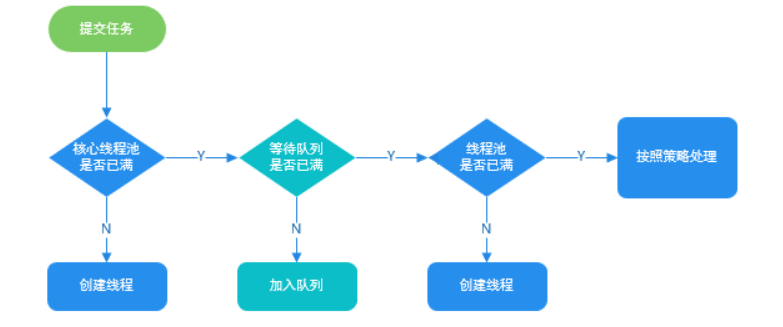 提交任务
核心线程池
是否已满
Y
等待队列
是否已满
Y
线程池
是否已满
Y
按照策略处理
N
N
N
创建线程
加入队列
创建线程